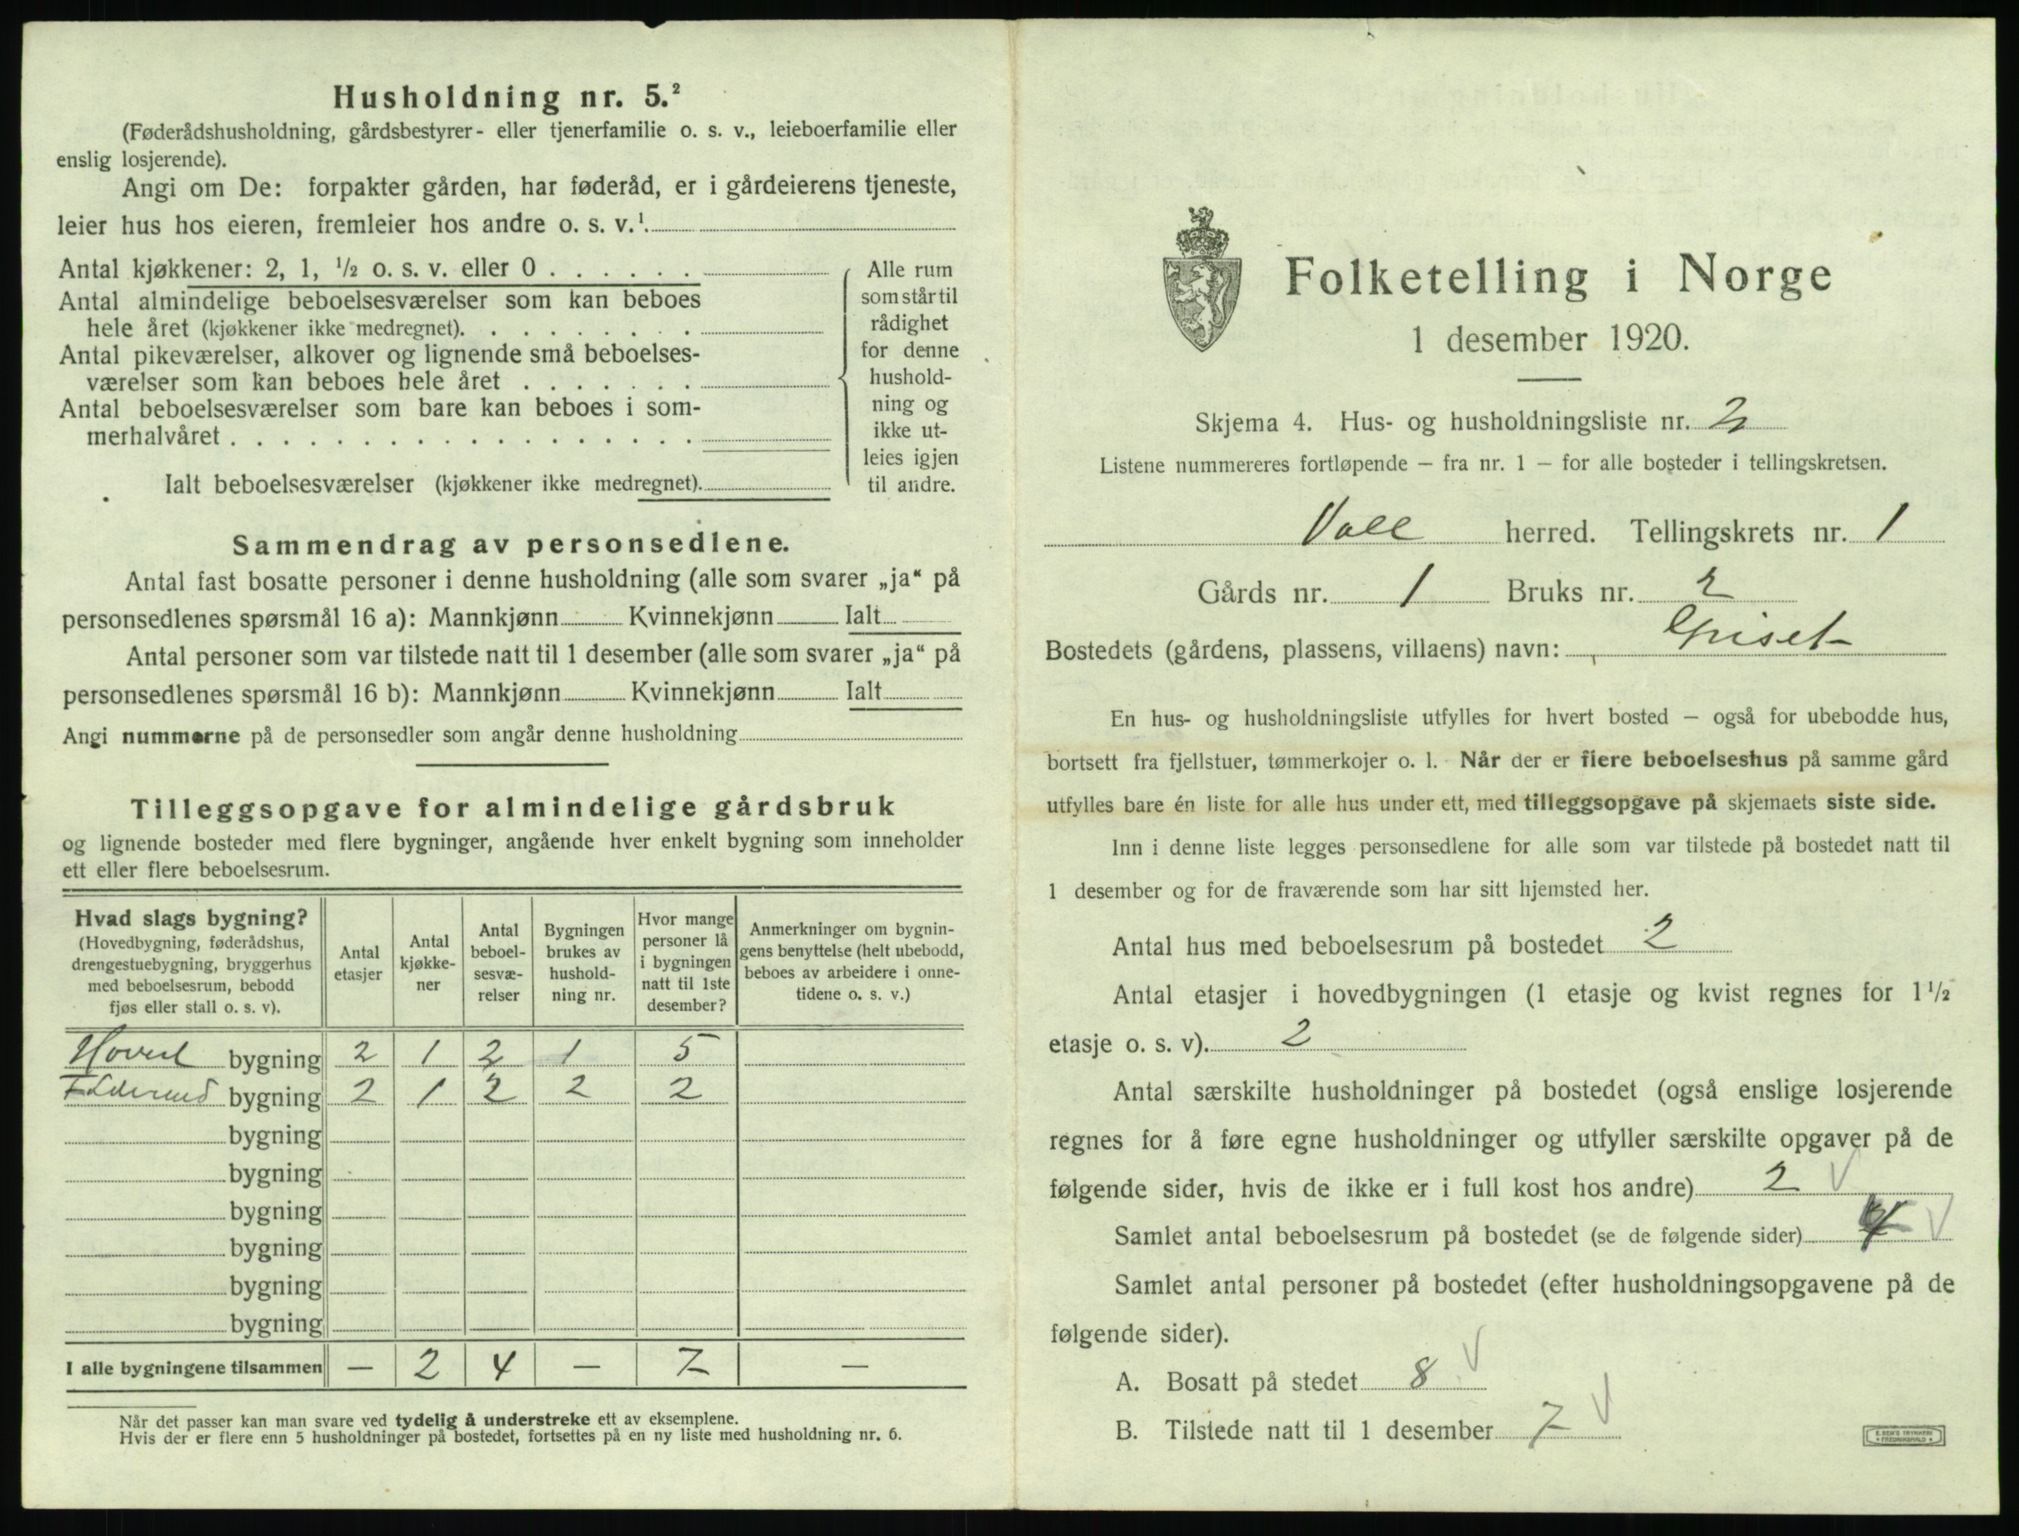 Husholdning nr. 5.²
(Føderådshusholdning, gårdsbestyrer- eller tjenerfamilie o. s. v., leieboerfamilie eller
enslig losjerende).
Angi om De: forpakter gården, har føderåd, er i gårdeierens tjeneste,
leier hus hos eieren, fremleier hos andre o. s. v.¹
Antal kjøkkener: 2, 1, ½ o. s. v. eller 0
Antal almindelige beboelsesværelser som kan beboes
hele året (kjøkkener ikke medregnet).
Antal pikeværelser, alkover og lignende små beboelses-
værelser som kan beboes hele året
Antal beboelsesværelser som bare kan beboes i som-
merhalvåret
Ialt beboelsesværelser (kjøkkener ikke medregnet).
Alle rum
som står til
rådighet
for denne
hushold-
ning og
ikke ut-
leies igjen
til andre.
Sammendrag av personsedlene.
Antal fast bosatte personer i denne husholdning (alle som svarer „ja“ på
personsedlenes spørsmål 16 a): Mannkjønn Kvinnekjønn Ialt
Antal personer som var tilstede natt til 1 desember (alle som svarer „ja“ på
personsedlenes spørsmål 16 b): Mannkjønn Kvinnekjønn Ialt
Angi nummerne på de personsedler som angår denne husholdning
Tilleggsopgave for almindelige gårdsbruk
og lignende bosteder med flere bygninger, angående hver enkelt bygning som inneholder
ett eller flere beboelsesrum.
Hvad slags bygning?
(Hovedbygning, føderådshus,
drengestuebygning, bryggerhus
med beboelsesrum, bebodd
fjøs eller stall o. s. v).
Antal
etasjer
Antal
kjøkke-
ner
Antal
beboel-
sesvæ-
relser
Bygningen
brukes av
hushold-
ning nr.
Hvor mange
personer lå
i bygningen
natt til 1ste
desember?
Anmerkninger om bygnin-
gens benyttelse (helt ubebodd,
beboes av arbeidere i onne-
tidene o. s. v.)
Hoved bygning 2 1 2 1 5
bygning 2 1 2 2 2
bygning
bygning
bygning
bygning
bygning
bygning
I alle bygningene tilsammen — 2 4 — 7 —
Når det passer kan man svare ved tydelig å understreke ett av eksemplene.
Hvis der er flere enn 5 husholdninger på bostedet, fortsettes på en ny liste med husholdning nr. 6.
Folketelling i Norge
1 desember 1920.
Skjema 4. Hus- og husholdningsliste nr. 2
Listene nummereres fortløpende – fra nr. 1 – for alle bosteder i tellingskretsen.
Voll herred. Tellingskrets nr. 1
Gårds nr. 1 Bruks nr. 2
Bostedets (gårdens, plassens, villaens) navn: Griset
En hus- og husholdningsliste utfylles for hvert bosted – også for ubebodde hus,
bortsett fra fjellstuer, tømmerkojer o. l. Når der er flere beboelseshus på samme gård
utfylles bare én liste for alle hus under ett, med tilleggsopgave på skjemaets siste side.
Inn i denne liste legges personsedlene for alle som var tilstede på bostedet natt til
1 desember og for de fraværende som har sitt hjemsted her.
Antal hus med beboelsesrum på bostedet 2
Antal etasjer i hovedbygningen (1 etasje og kvist regnes for 1½
etasje o. s. v). 2
Antal særskilte husholdninger på bostedet (også enslige losjerende
regnes for å føre egne husholdninger og utfyller særskilte opgaver på de
følgende sider, hvis de ikke er i full kost hos andre) 2
Samlet antal beboelsesrum på bostedet (se de følgende sider) 4
Samlet antal personer på bostedet (efter husholdningsopgavene på de
følgende sider).
A. Bosatt på stedet 8
B. Tilstede natt til 1 desember 7